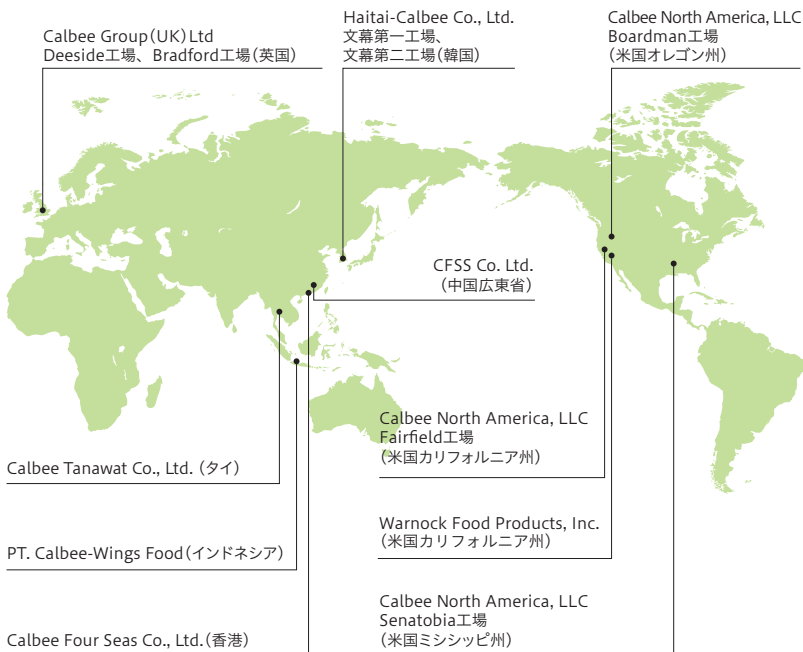 Calbee Group(UK)Ltd
Deeside工場、Bradford工場(英国)
Haitai-Calbee Co., Ltd.
文幕第一工場、
文幕第二工場(韓国)
Calbee North America, LLC
Boardman工場
(米国オレゴン州)
CFSS Co. Ltd.
(中国広東省)
Calbee North America, LLC
Fairfield工場
(米国カリフォルニア州)
Calbee Tanawat Co., Ltd. (タイ)
Warnock Food Products, Inc.
(米国カリフォルニア州)
PT. Calbee-Wings Food(インドネシア)
Calbee North America, LLC
Senatobia工場
(米国ミシシッピ州)
Calbee Four Seas Co., Ltd.(香港)